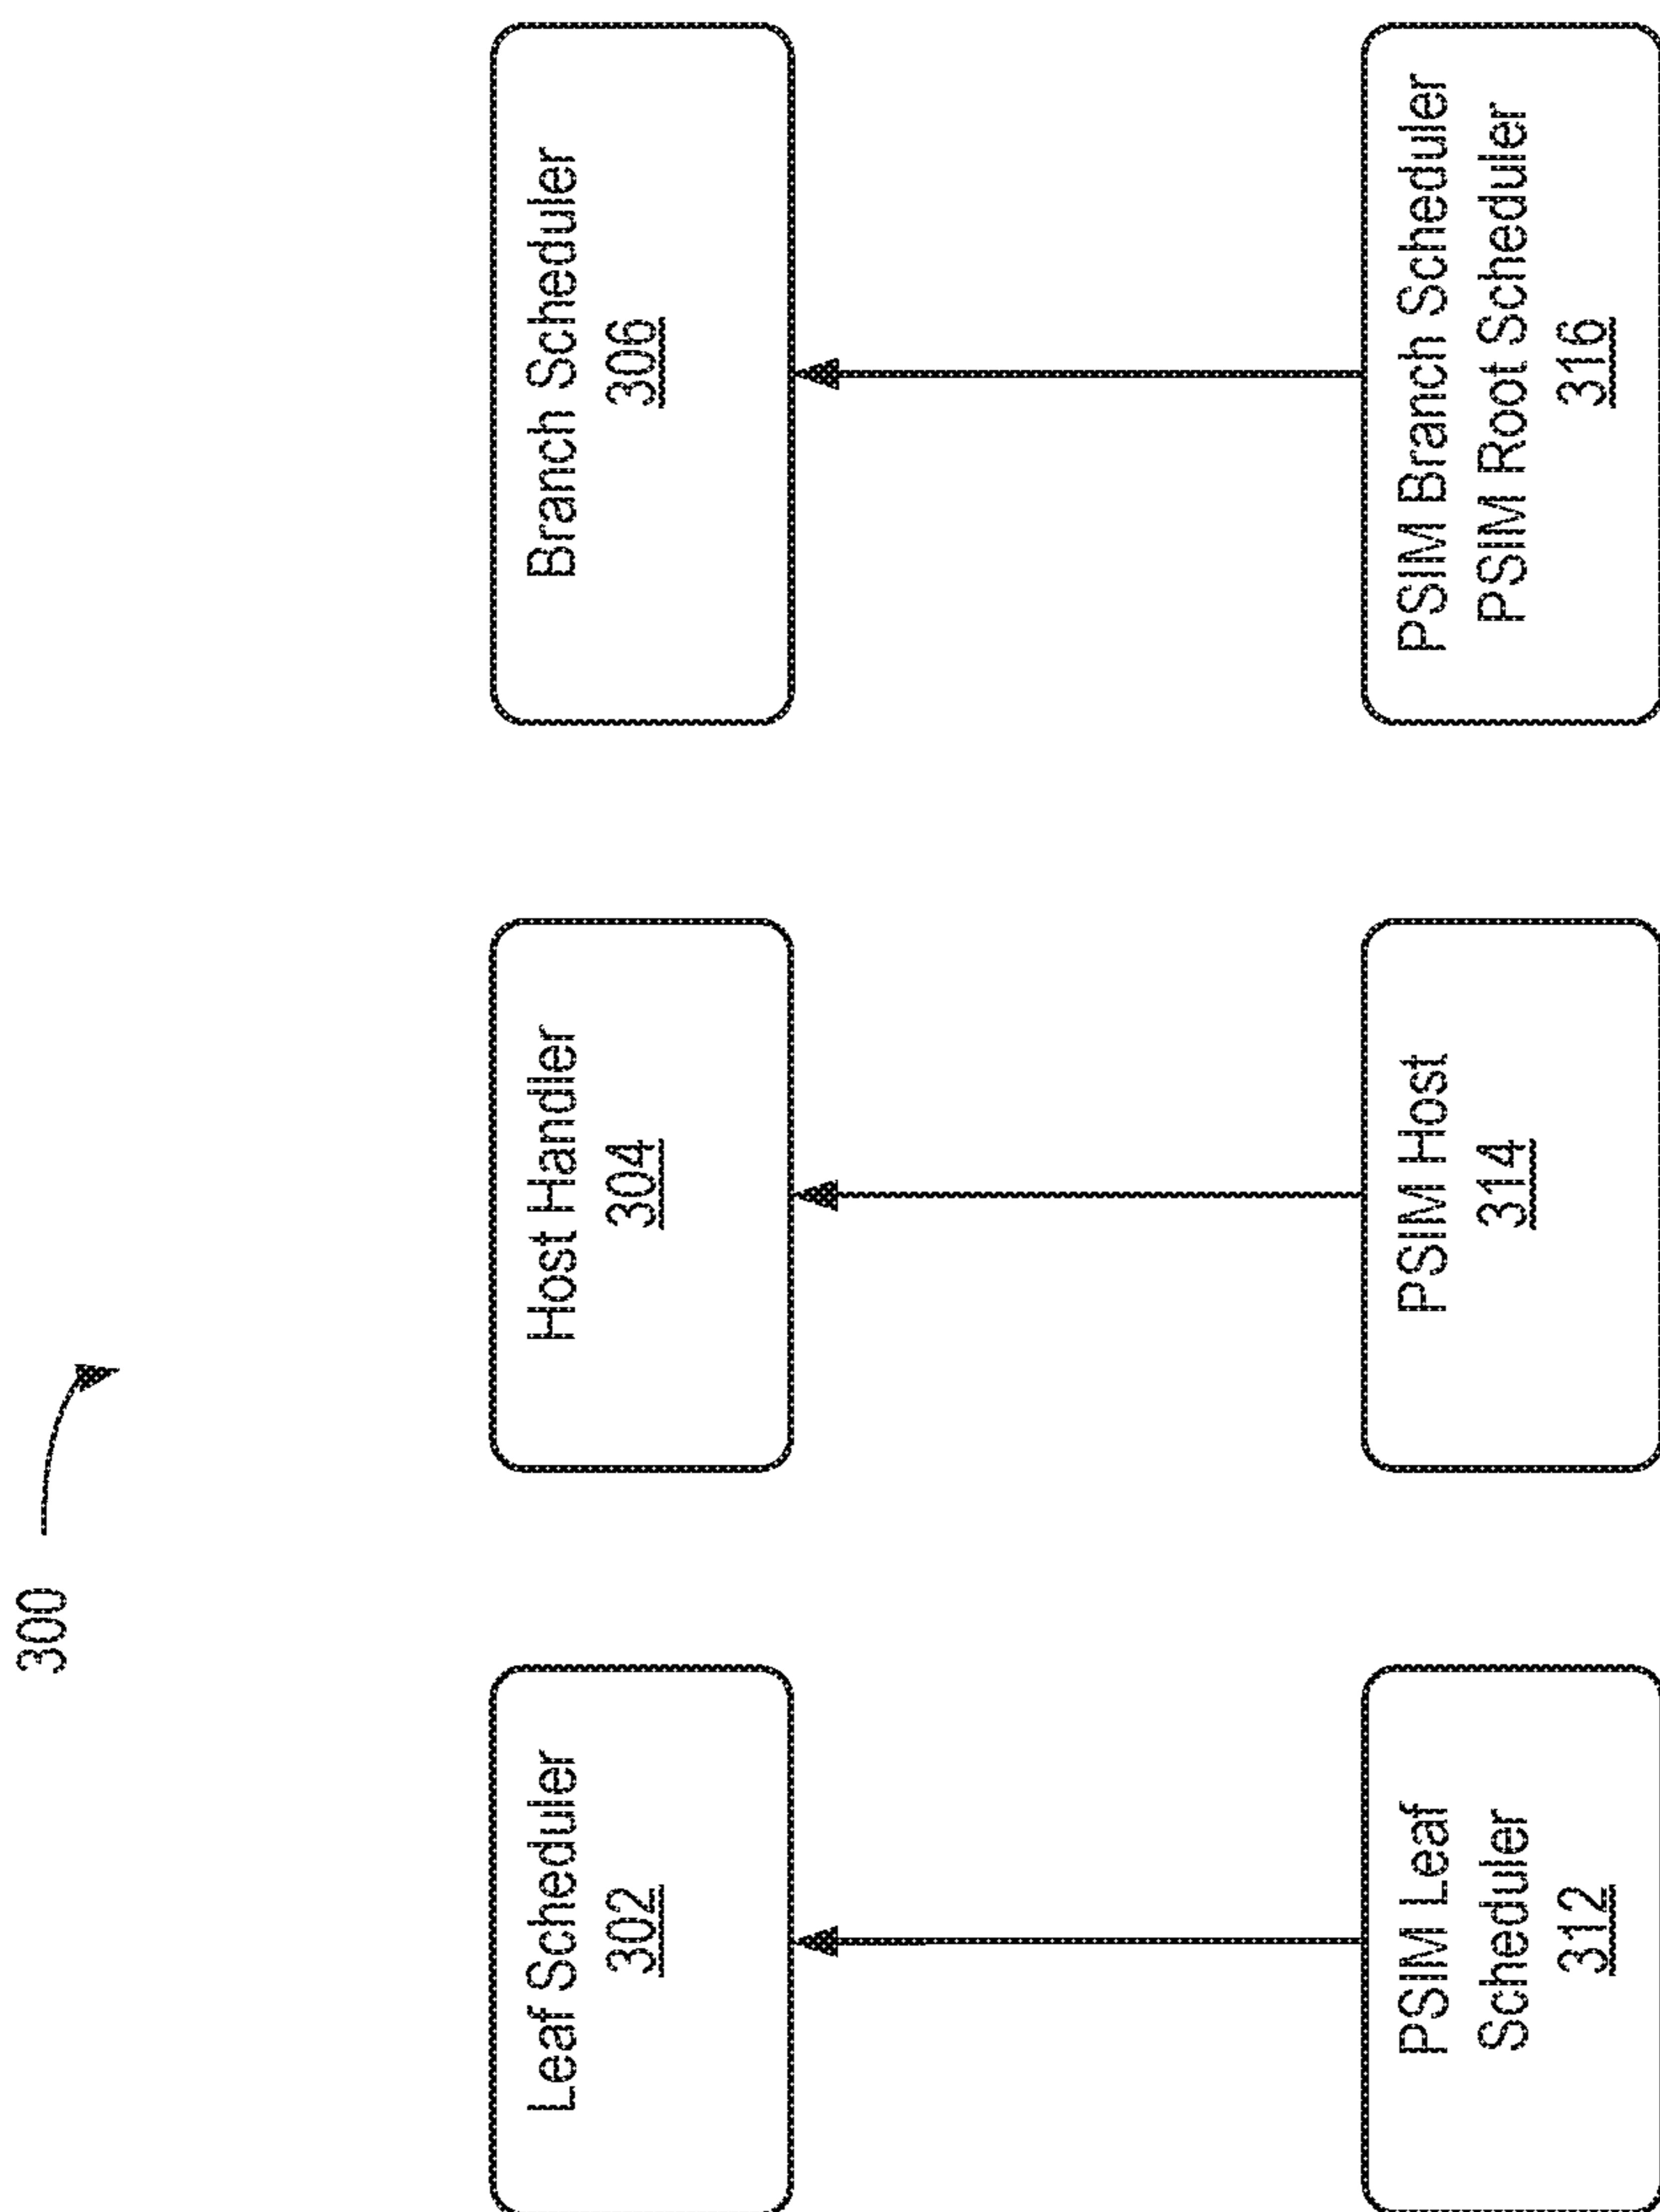 300
Leaf Scheduler
302
Host Handler
304
Branch Scheduler
306
PSIM Leaf
Scheduler
312
PSIM Host
314
PSIM Branch Scheduler
PSIM Root Scheduler
316